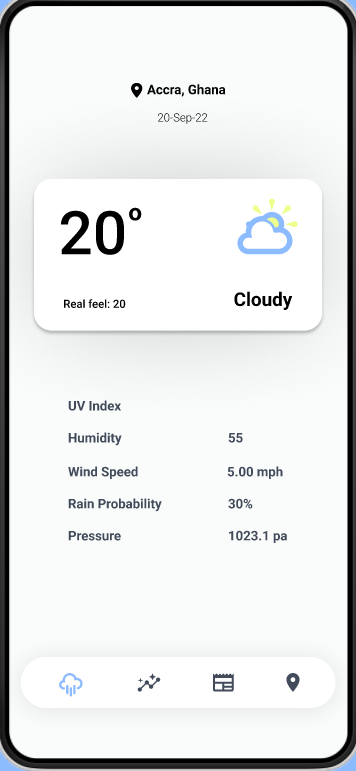 Accra, Ghana
20-Sep-22
20°
Real feel: 20
Cloudy
UV Index
Humidity 55
Wind Speed 5.00 mph
Rain Probability 30%
Pressure 1023.1 pa